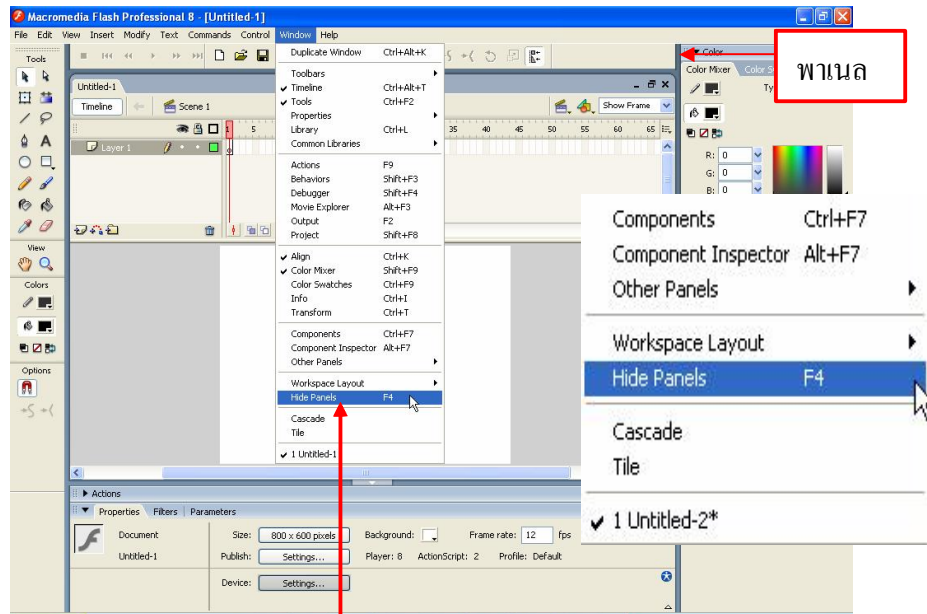 Macromedia Flash Professional 8 - [Untitled-1]
File Edit View Insert Modify Text Commands Control Window Help
Tools
View
Colors
Options
Untitled-1
Timeline
Scene 1
Show Frame
1 5 35 40 45 50 55 60 65
Layer 1
Duplicate Window Ctrl+Alt+K
Toolbars
Timeline Ctrl+Alt+T
Tools Ctrl+F2
Properties
Library Ctrl+L
Common Libraries
Actions F9
Behaviors Shift+F3
Debugger Shift+F4
Movie Explorer Alt+F3
Output F2
Project Shift+F8
Align Ctrl+K
Color Mixer Shift+F9
Color Swatches Ctrl+F9
Info Ctrl+I
Transform Ctrl+T
Components Ctrl+F7
Component Inspector Alt+F7
Other Panels
Workspace Layout
Hide Panels F4
Cascade
Tile
1 Untitled-1
Color
Color Mixer Color S
Ty
R: 0
G: 0
B: 0
พาเนล
Components Ctrl+F7
Component Inspector Alt+F7
Other Panels
Workspace Layout
Hide Panels F4
Cascade
Tile
1 Untitled-2*
Actions
Properties Filters Parameters
Document Size: 800 x 600 pixels Background: Frame rate: 12 fps
Untitled-1 Publish: Settings... Player: 8 ActionScript: 2 Profile: Default
Device: Settings...